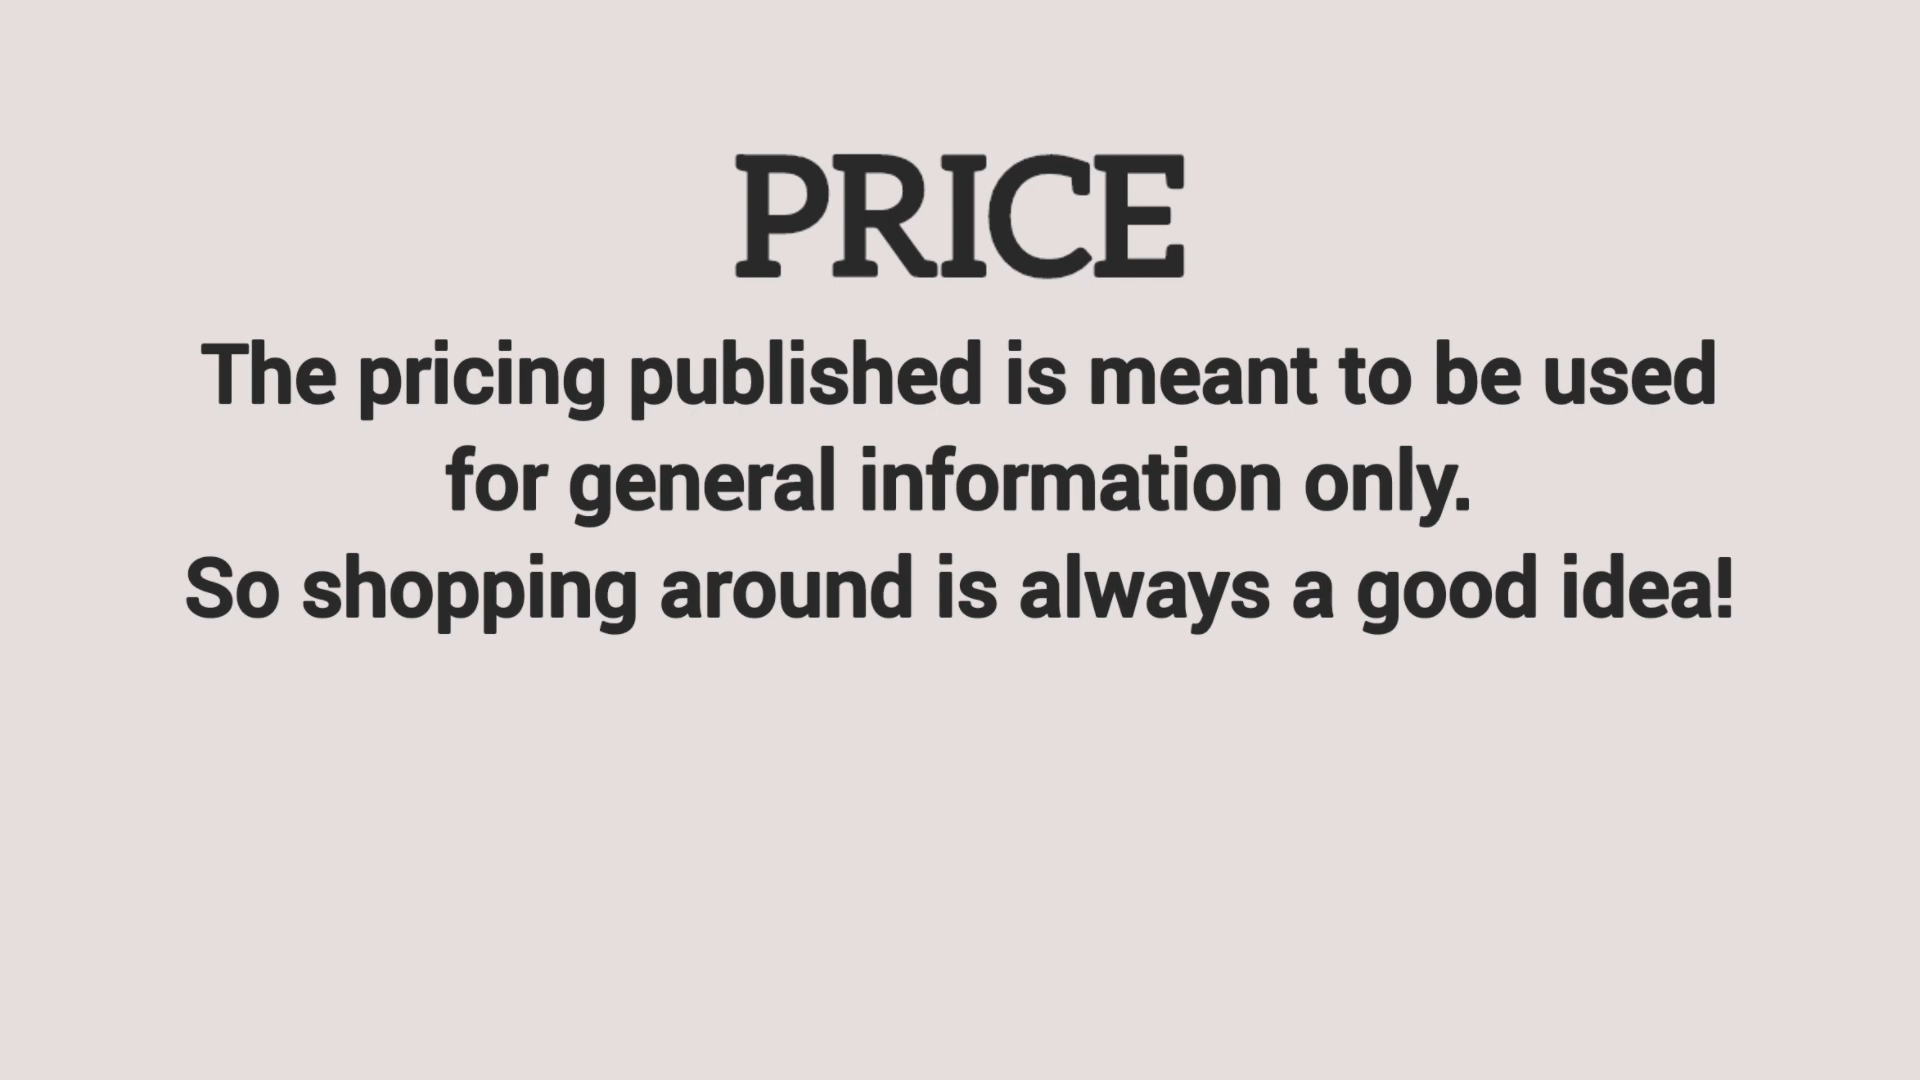 PRICE
The pricing published is meant to be used
for general information only.
So shopping around is always a good idea!